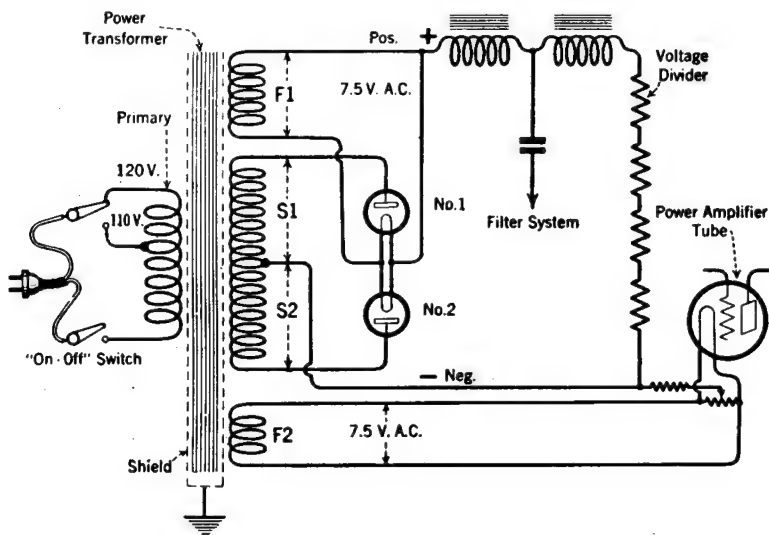 Power
Transformer
Pos.
+
Voltage
Divider
F1
7.5 V. A.C.
Primary
120 V.
110 V.
S1
No.1
Filter System
Power Amplifier
Tube
S2
No.2
"On-Off" Switch
– Neg.
F2
7.5 V. A.C.
Shield